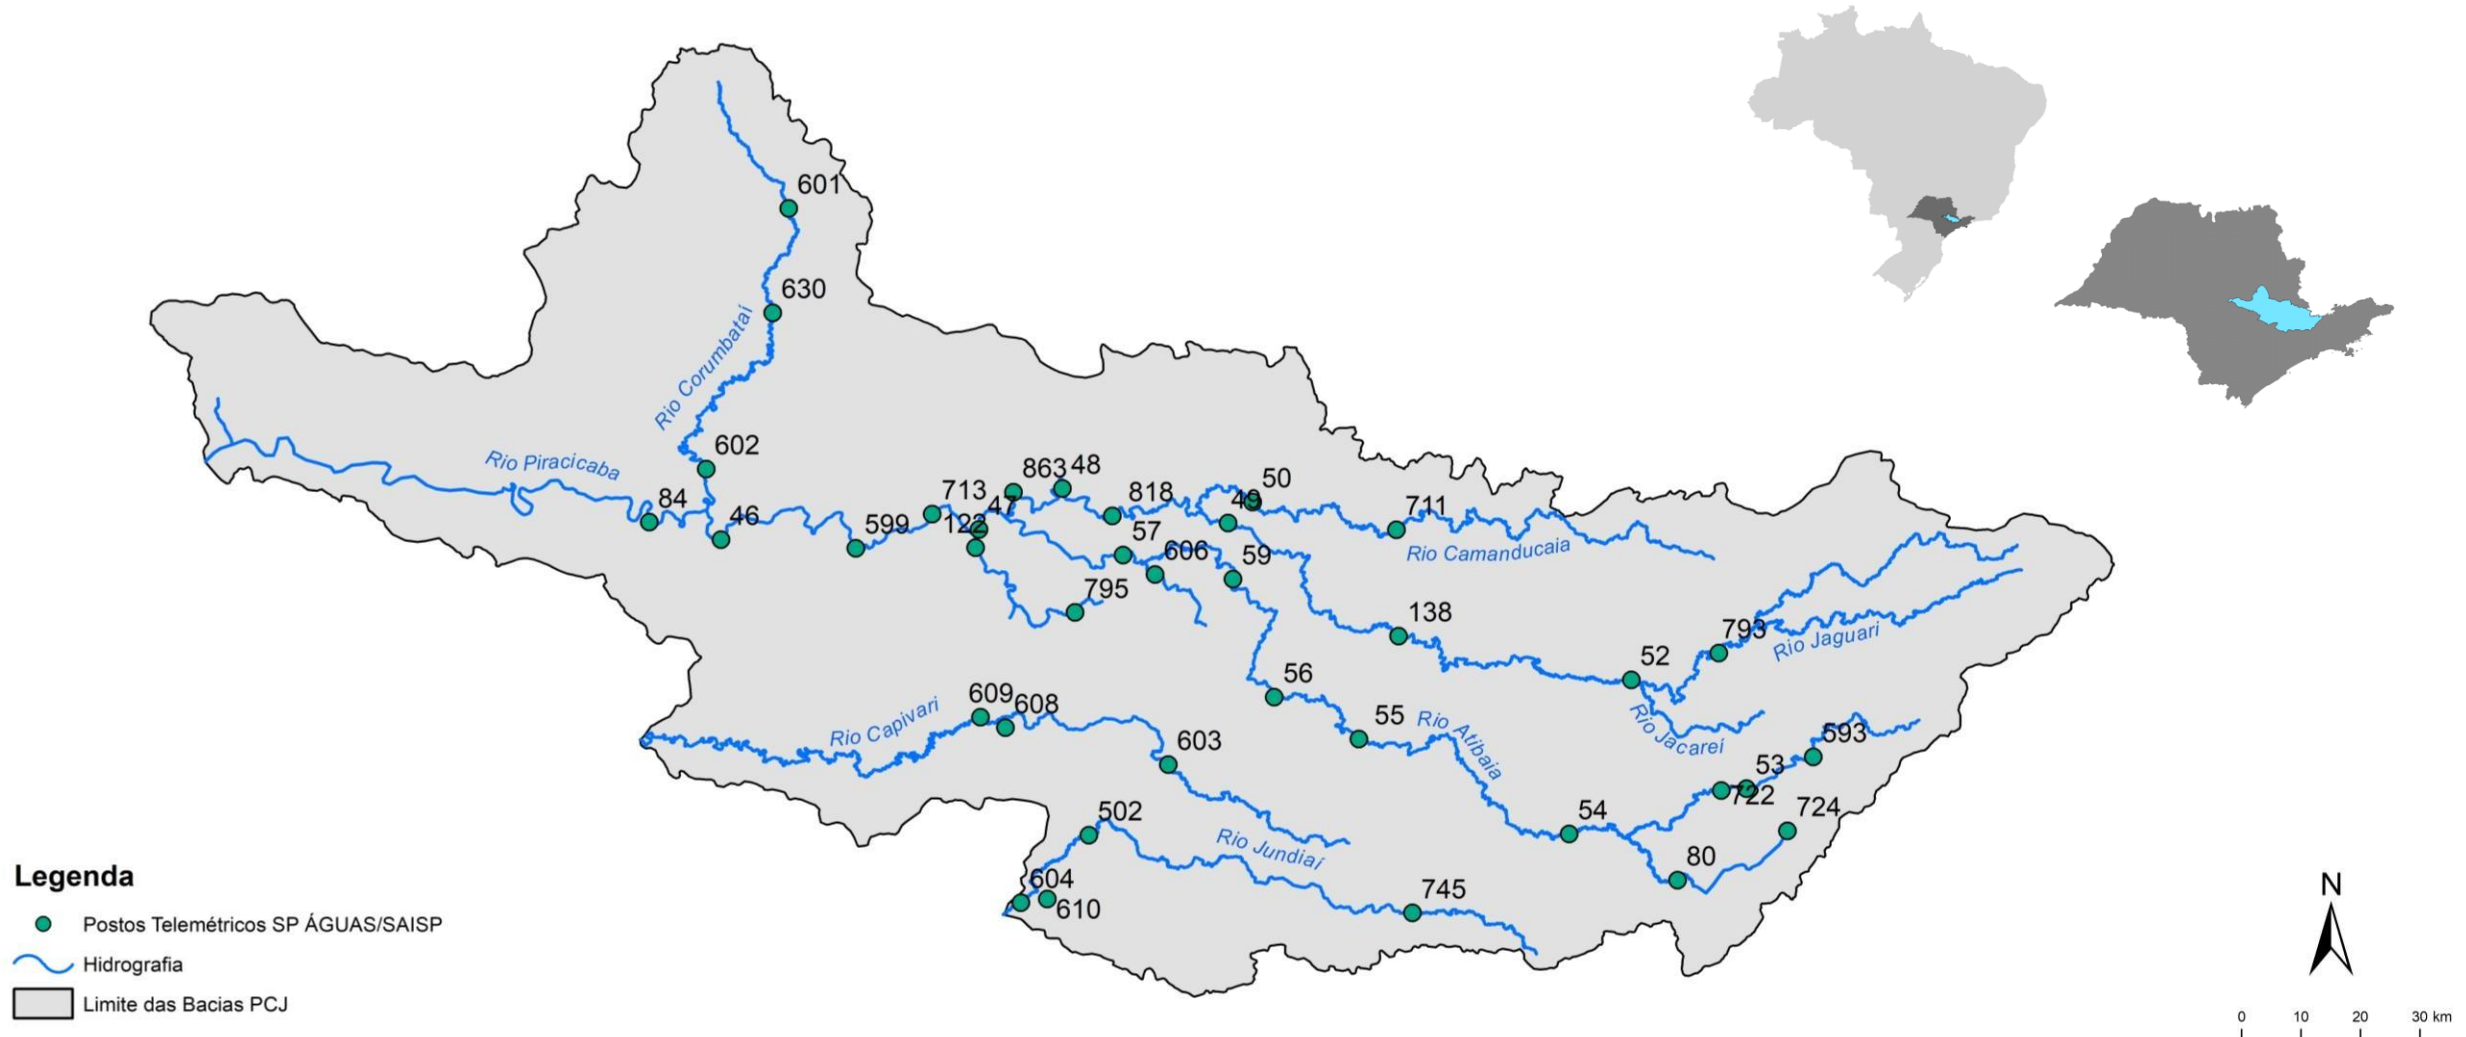 601
630
Rio Corumbataí
602
Rio Piracicaba
84
46
599
713
122
47
863
48
818
57
606
795
49
50
59
711
Rio Camanducaia
138
52
793
Rio Jaguari
Rio Jacareí
56
55
Rio Atibaia
593
53
722
724
54
80
609
608
Rio Capivari
603
502
Rio Jundiaí
604
610
745
Legenda
Postos Telemétricos SP ÁGUAS/SAISP
Hidrografia
Limite das Bacias PCJ
N
0 10 20 30 km